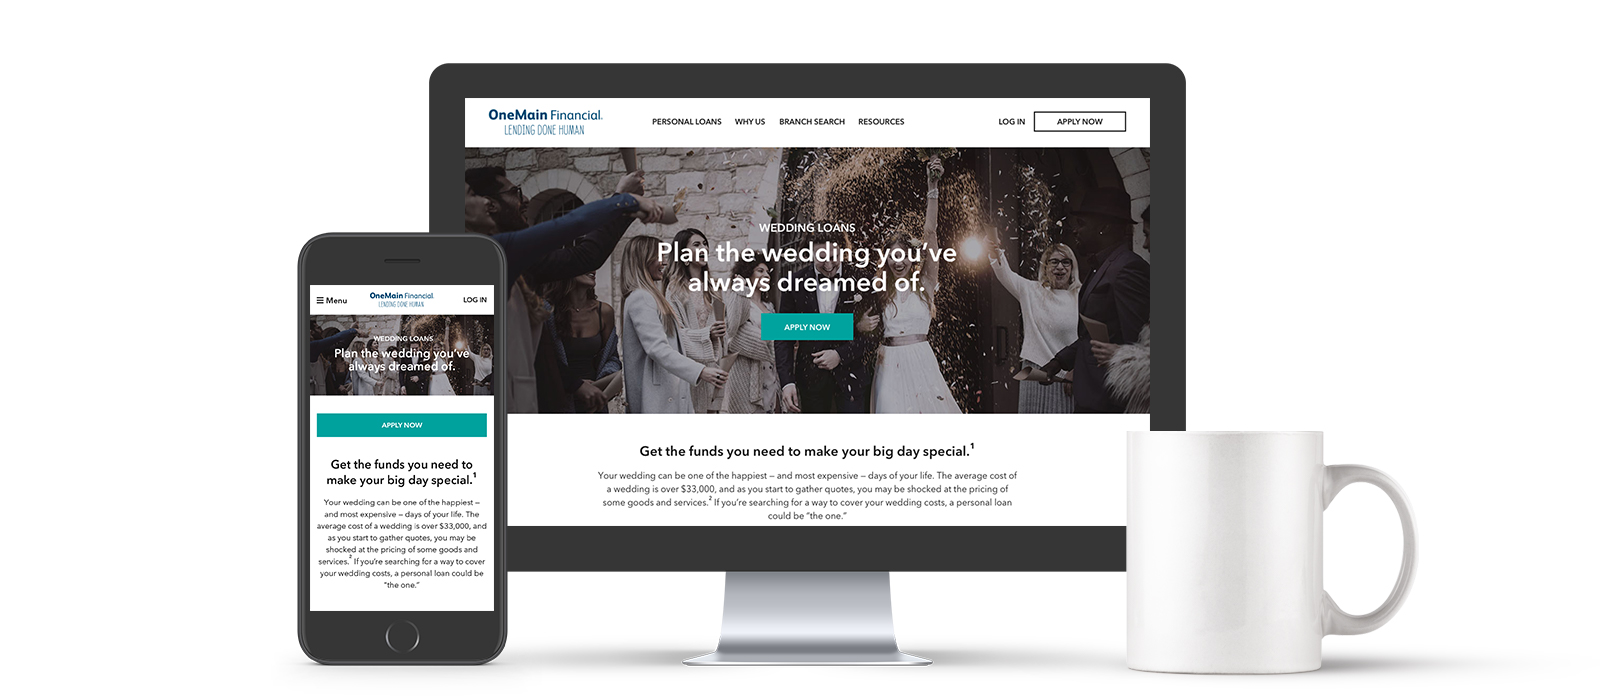 OneMain Financial.
LENDING DONE HUMAN
PERSONAL LOANS WHY US BRANCH SEARCH RESOURCES
LOG IN APPLY NOW
WEDDING LOANS
Plan the wedding you've
always dreamed of.
APPLY NOW
Get the funds you need to make your big day special.¹
Your wedding can be one of the happiest – and most expensive – days of your life. The average cost of
a wedding is over $33,000, and as you start to gather quotes, you may be shocked at the pricing of
some goods and services.² If you're searching for a way to cover your wedding costs, a personal loan
could be "the one."
Menu
OneMain Financial.
LENDING DONE HUMAN
LOG IN
WEDDING LOANS
Plan the wedding you've
always dreamed of.
APPLY NOW
Get the funds you need to
make your big day special.¹
Your wedding can be one of the happiest –
and most expensive – days of your life. The
average cost of a wedding is over $33,000, and
as you start to gather quotes, you may be
shocked at the pricing of some goods and
services.² If you're searching for a way to cover
your wedding costs, a personal loan could be
"the one."